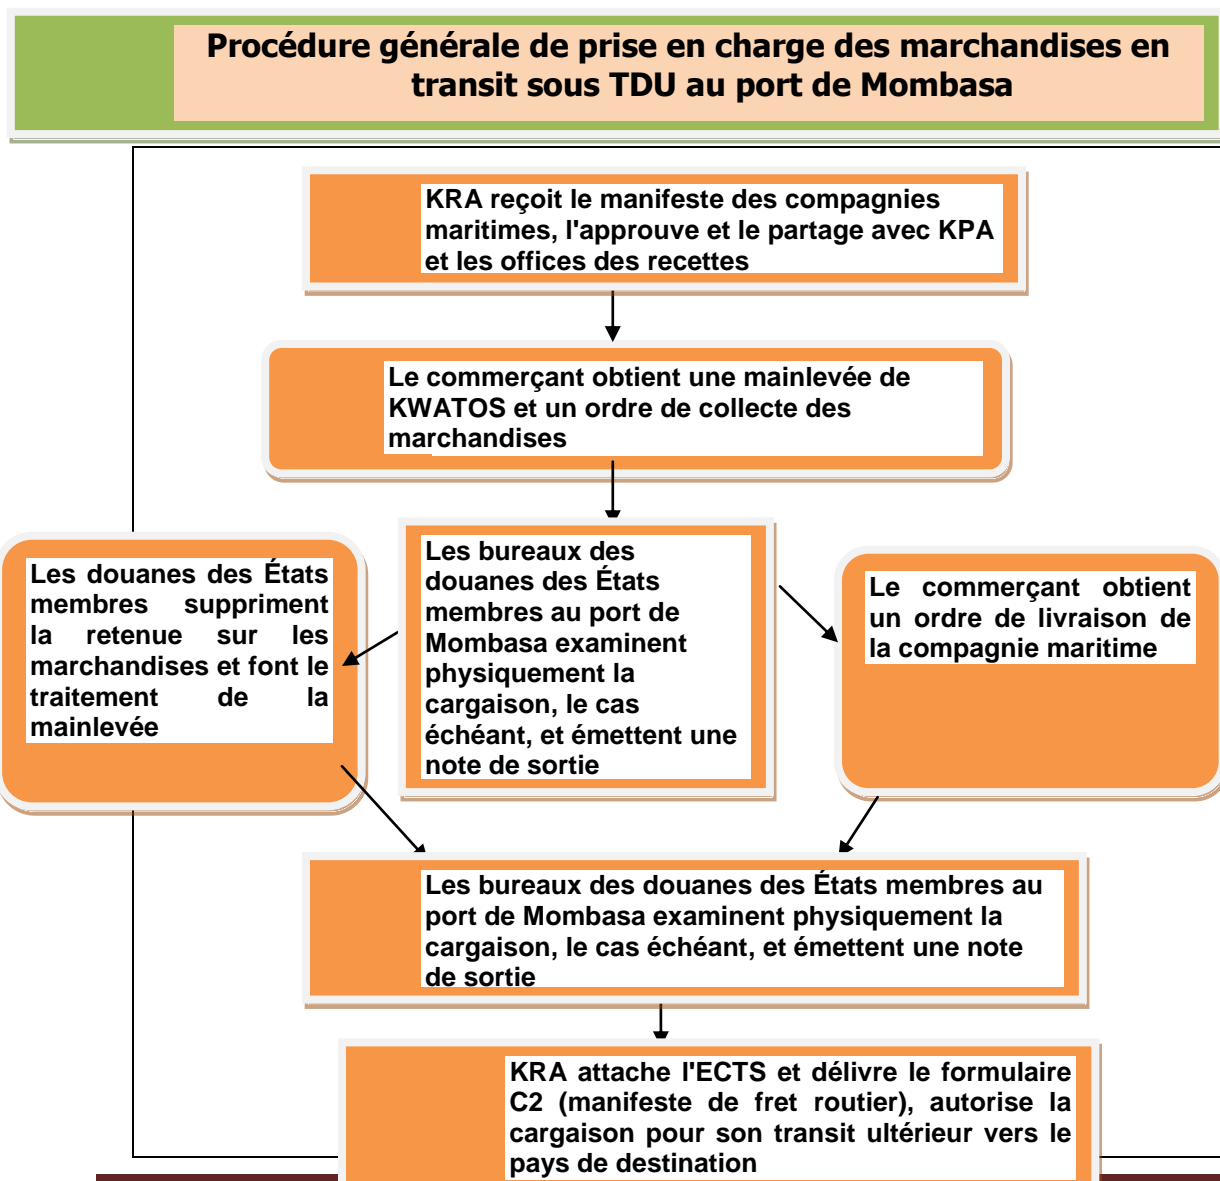 Procédure générale de prise en charge des marchandises en
transit sous TDU au port de Mombasa
KRA reçoit le manifeste des compagnies
maritimes, l'approuve et le partage avec KPA
et les offices des recettes
Le commerçant obtient une mainlevée de
KWATOS et un ordre de collecte des
marchandises
Les douanes des États
membres suppriment
la retenue sur les
marchandises et font le
traitement de la
mainlevée
Les bureaux des
douanes des États
membres au port de
Mombasa examinent
physiquement la
cargaison, le cas
échéant, et émettent une
note de sortie
Le commerçant obtient
un ordre de livraison de
la compagnie maritime
Les bureaux des douanes des États membres au
port de Mombasa examinent physiquement la
cargaison, le cas échéant, et émettent une note
de sortie
KRA attache l'ECTS et délivre le formulaire
C2 (manifeste de fret routier), autorise la
cargaison pour son transit ultérieur vers le
pays de destination